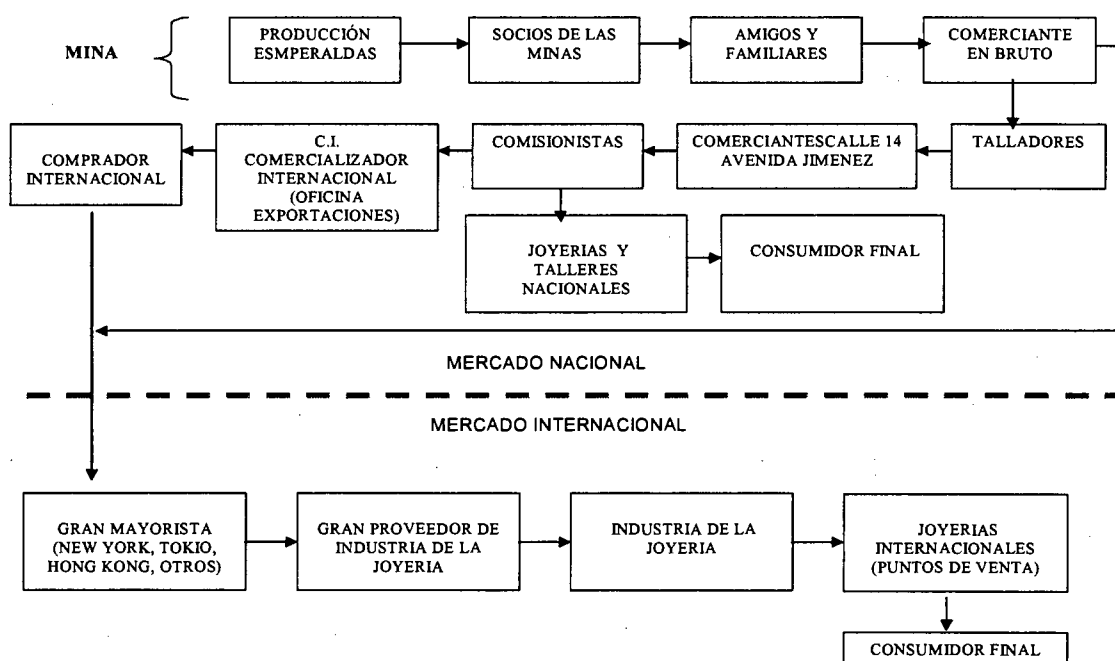 MINA
PRODUCCIÓN
ESMPERALDAS
SOCIOS DE LAS
MINAS
AMIGOS Y
FAMILIARES
COMERCIANTE
EN BRUTO
COMPRADOR
INTERNACIONAL
C.I.
COMERCIALIZADOR
INTERNACIONAL
(OFICINA
EXPORTACIONES)
COMISIONISTAS
COMERCIANTESCALLE 14
AVENIDA JIMENEZ
TALLADORES
JOYERIAS Y
TALLERES
NACIONALES
CONSUMIDOR FINAL
MERCADO NACIONAL
MERCADO INTERNACIONAL
GRAN MAYORISTA
(NEW YORK, TOKIO,
HONG KONG, OTROS)
GRAN PROVEEDOR DE
INDUSTRIA DE LA
JOYERIA
INDUSTRIA DE LA
JOYERIA
JOYERIAS
INTERNACIONALES
(PUNTOS DE VENTA)
CONSUMIDOR FINAL